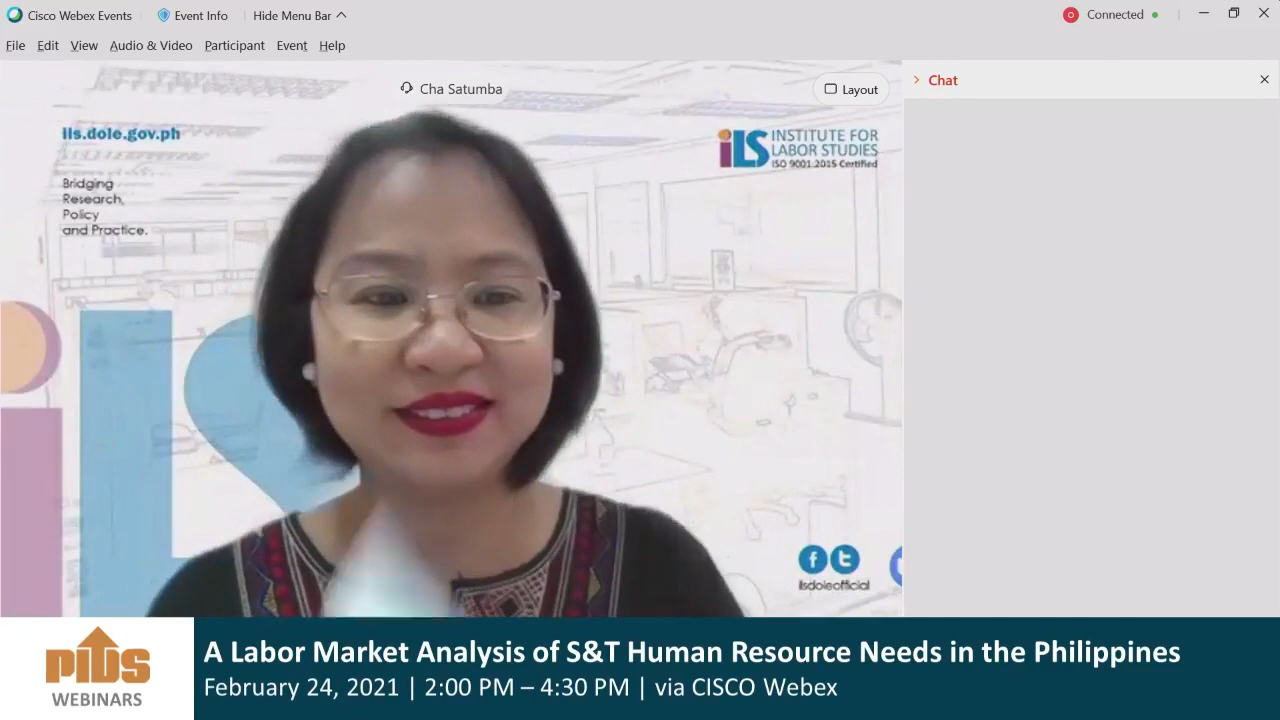 Cisco Webex Events
Event Info
Hide Menu Bar
Connected
File Edit View Audio & Video Participant Event Help
Cha Satumba
Layout
Chat
ils.dole.gov.ph
Bridging
Research,
Policy
and Practice.
iLS
INSTITUTE FOR
LABOR STUDIES
ISO 9001:2015 Certified
ils
ilsdoleofficial
PIDS
WEBINARS
A Labor Market Analysis of S&T Human Resource Needs in the Philippines
February 24, 2021 | 2:00 PM – 4:30 PM | via CISCO Webex